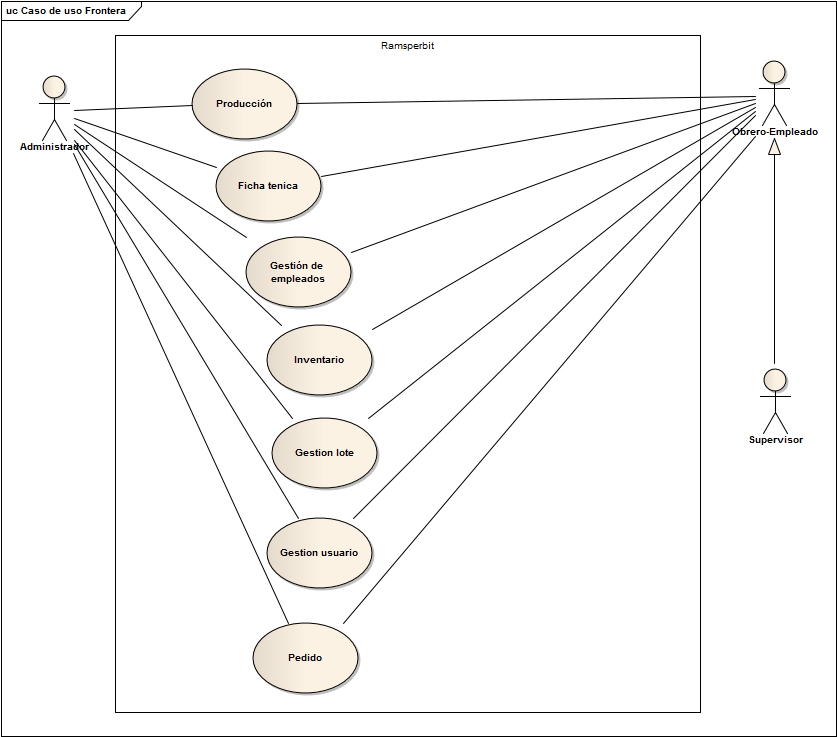 uc Caso de uso Frontera
Ramsperbit
Administrador
Obrero-Empleado
Producción
Ficha tenica
Gestión de
empleados
Inventario
Gestion lote
Supervisor
Gestion usuario
Pedido